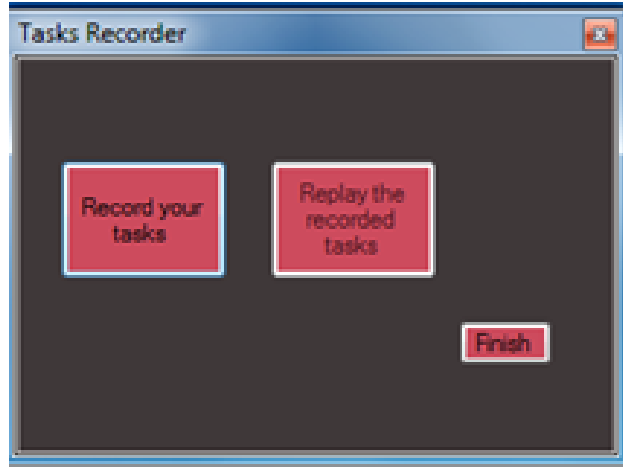 Tasks Recorder
Record your
tasks
Replay the
recorded
tasks
Finish